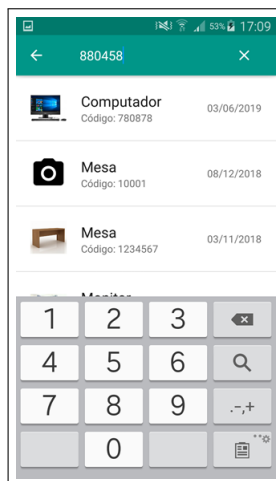 53% 17:09
880458
Computador
Código: 780878
03/06/2019
Mesa
Código: 10001
08/12/2018
Mesa
Código: 1234567
03/11/2018
Monitor
1 2 3
4 5 6
7 8 9 .-,+
0